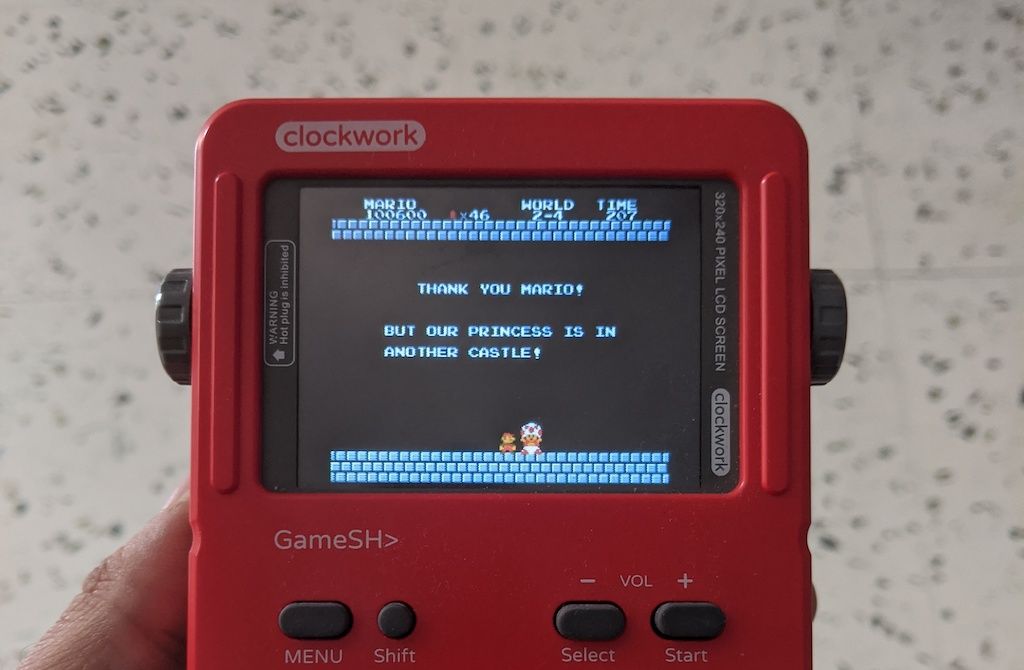 clockwork
MARIO WORLD TIME
100600 x46 2-4 207
THANK YOU MARIO!
BUT OUR PRINCESS IS IN
ANOTHER CASTLE!
WARNING
Hot plug is inhibited
320x240 PIXEL LCD SCREEN
clockwork
GameSH>
− VOL +
MENU Shift Select Start